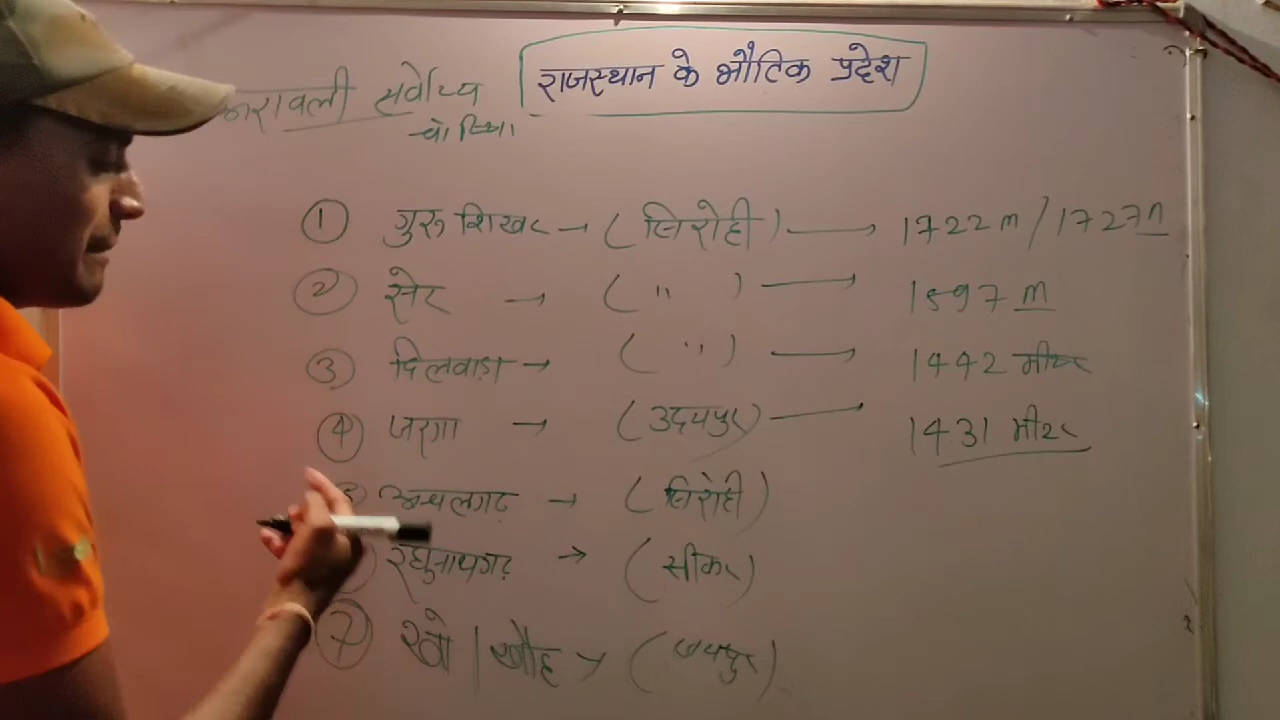 राजस्थान के भौतिक प्रदेश
अरावली सर्वोच्य
चोटिया
① गुरु शिखर → (सिरोही) → 1722 m / 1727 m
② सेर → ( " ) → 1597 m
③ दिलवाड़ा → ( " ) → 1442 मीटर
④ जरगा → (उदयपुर) → 1431 मीटर
अचलगढ़ → (सिरोही)
रघुनाथगढ़ → (सीकर)
⑦ खो | खौह → (जयपुर)